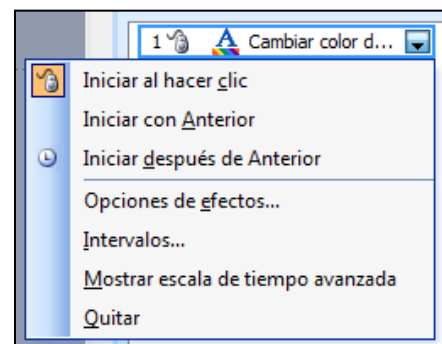 1 Cambiar color d...
Iniciar al hacer clic
Iniciar con Anterior
Iniciar después de Anterior
Opciones de efectos...
Intervalos...
Mostrar escala de tiempo avanzada
Quitar